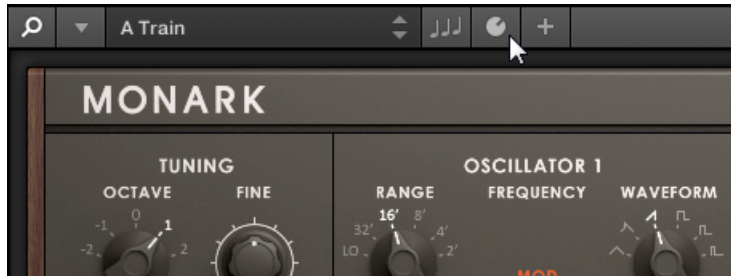 A Train
MONARK
TUNING
OSCILLATOR 1
OCTAVE FINE RANGE FREQUENCY WAVEFORM
-1 0 1 16' 8'
-2 2 32' 4'
LO 2'
MOD